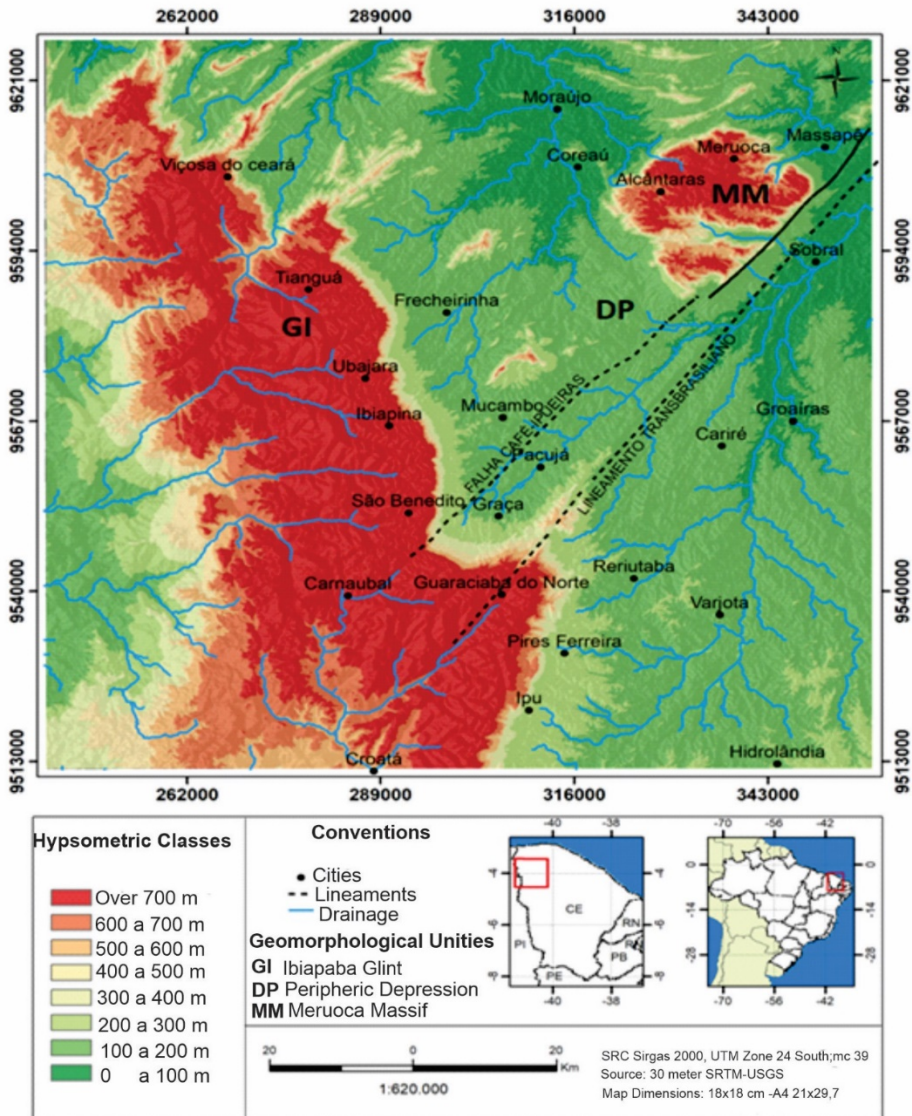 262000 289000 316000 343000
9621000 9621000
Moraújo
Massapê
Meruoca
Coreaú
Viçosa do ceará
Alcântaras
MM
9594000 9594000
Sobral
Tianguá
Frecheirinha
DP
GI
Ubajara
LINEAMENTO TRANSBRASILIANO
FALHA CAFÉ-IPUEIRAS
Mucambo
Groaíras
Ibiapina
9567000 9567000
Cariré
Pacujá
São Benedito
Graça
Reriutaba
Carnaubal
Guaraciaba do Norte
9540000 9540000
Varjota
Pires Ferreira
Ipu
Hidrolândia
Croatá
9513000 9513000
262000 289000 316000 343000
Hypsometric Classes
Over 700 m
600 a 700 m
500 a 600 m
400 a 500 m
300 a 400 m
200 a 300 m
100 a 200 m
0 a 100 m
Conventions
Cities
Lineaments
Drainage
Geomorphological Unities
GI Ibiapaba Glint
DP Peripheric Depression
MM Meruoca Massif
-40 -38
-4 -4
CE
RN
-6 -6
PI
PB
PE
-8 -8
-40 -38
-70 -56 -42
0 0
-14 -14
-28 -28
-70 -56 -42
20 0 20
Km
1:620.000
SRC Sirgas 2000, UTM Zone 24 South;mc 39
Source: 30 meter SRTM-USGS
Map Dimensions: 18x18 cm -A4 21x29,7